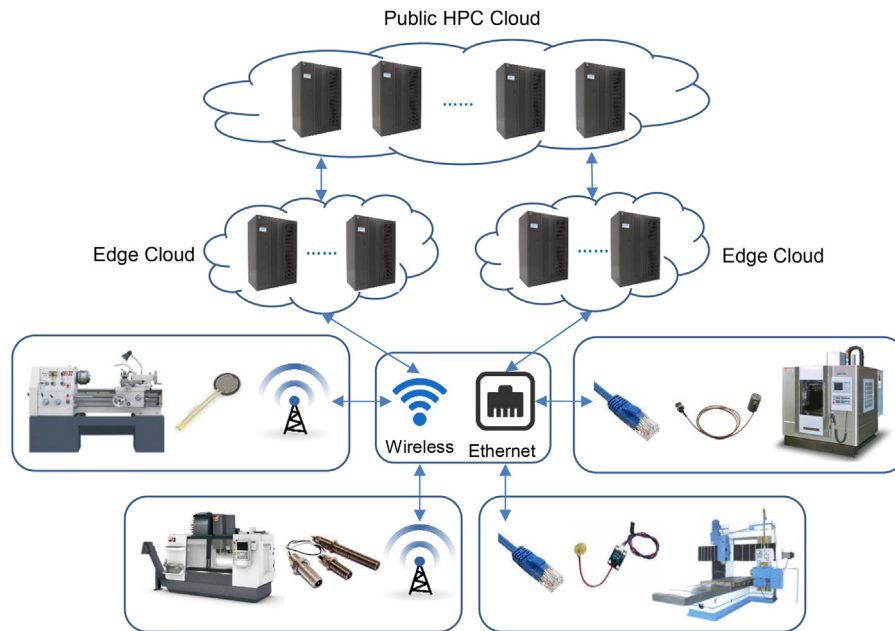 Public HPC Cloud
......
Edge Cloud
......
......
Edge Cloud
Wireless
Ethernet